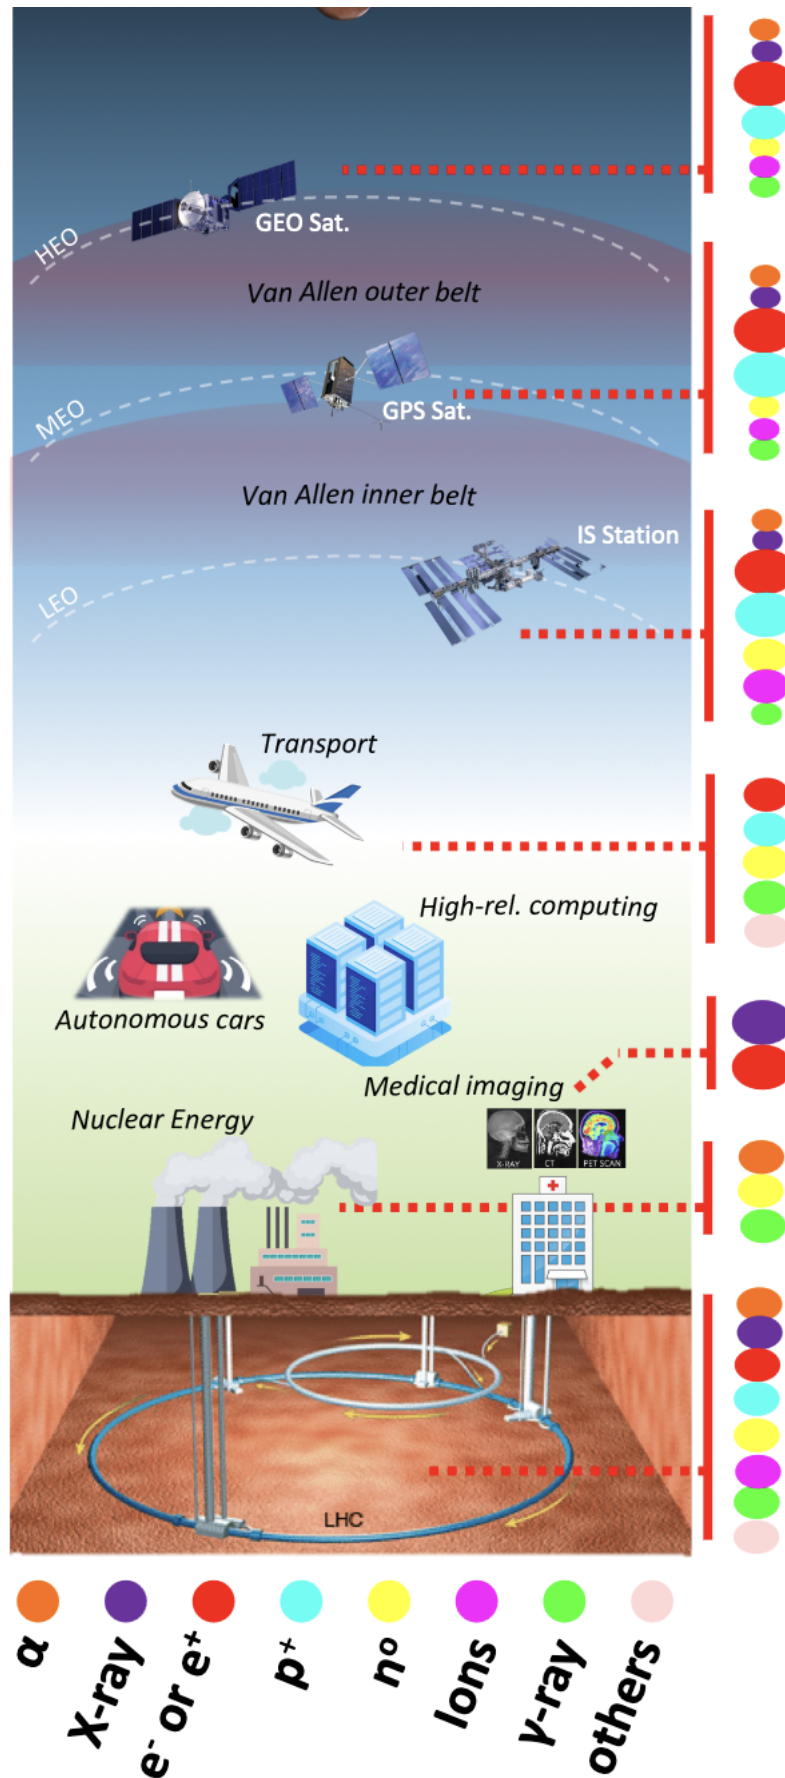 HEO
GEO Sat.
Van Allen outer belt
MEO
GPS Sat.
Van Allen inner belt
IS Station
LEO
Transport
High-rel. computing
Autonomous cars
Medical imaging
Nuclear Energy
X-RAY
CT
PET SCAN
LHC
α
X-ray
e⁻ or e⁺
p⁺
nº
Ions
γ-ray
others